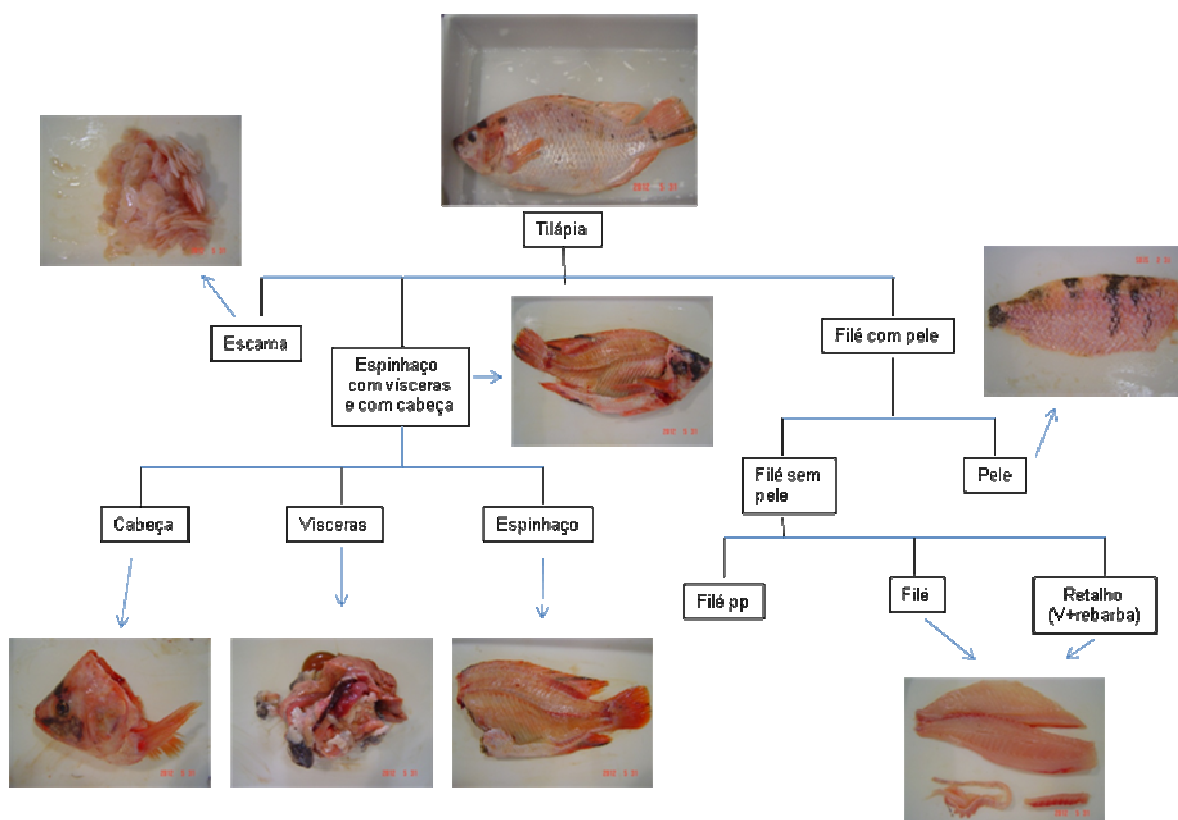 Tilápia
Escama
Espinhaço
com vísceras
e com cabeça
Filé com pele
Cabeça
Vísceras
Espinhaço
Filé sem
pele
Pele
Filé pp
Filé
Retalho
(V+rebarba)